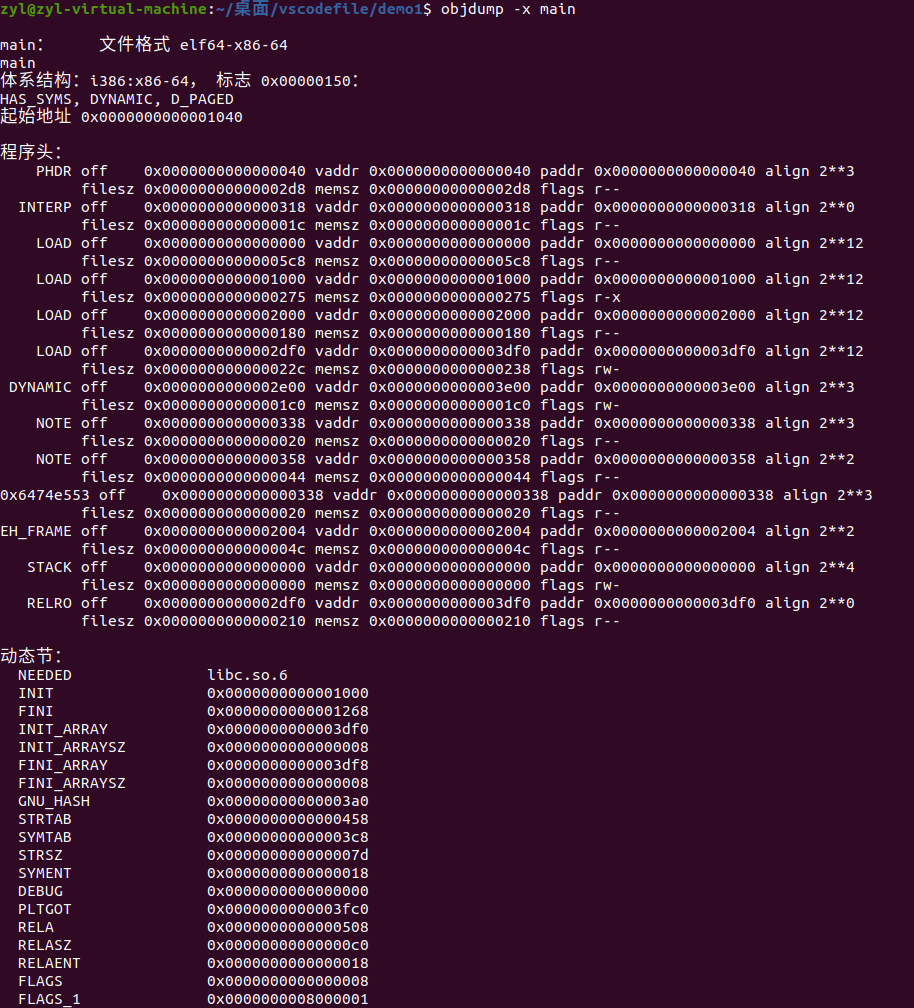 zyl@zyl-virtual-machine:~/桌面/vscodefile/demo1$ objdump -x main
main：     文件格式 elf64-x86-64
main
体系结构：i386:x86-64， 标志 0x00000150：
HAS_SYMS, DYNAMIC, D_PAGED
起始地址 0x0000000000001040
程序头：
    PHDR off    0x0000000000000040 vaddr 0x0000000000000040 paddr 0x0000000000000040 align 2**3
         filesz 0x00000000000002d8 memsz 0x00000000000002d8 flags r--
  INTERP off    0x0000000000000318 vaddr 0x0000000000000318 paddr 0x0000000000000318 align 2**0
         filesz 0x000000000000001c memsz 0x000000000000001c flags r--
    LOAD off    0x0000000000000000 vaddr 0x0000000000000000 paddr 0x0000000000000000 align 2**12
         filesz 0x00000000000005c8 memsz 0x00000000000005c8 flags r--
    LOAD off    0x0000000000001000 vaddr 0x0000000000001000 paddr 0x0000000000001000 align 2**12
         filesz 0x0000000000000275 memsz 0x0000000000000275 flags r-x
    LOAD off    0x0000000000002000 vaddr 0x0000000000002000 paddr 0x0000000000002000 align 2**12
         filesz 0x0000000000000180 memsz 0x0000000000000180 flags r--
    LOAD off    0x0000000000002df0 vaddr 0x0000000000003df0 paddr 0x0000000000003df0 align 2**12
         filesz 0x000000000000022c memsz 0x0000000000000238 flags rw-
 DYNAMIC off    0x0000000000002e00 vaddr 0x0000000000003e00 paddr 0x0000000000003e00 align 2**3
         filesz 0x00000000000001c0 memsz 0x00000000000001c0 flags rw-
    NOTE off    0x0000000000000338 vaddr 0x0000000000000338 paddr 0x0000000000000338 align 2**3
         filesz 0x0000000000000020 memsz 0x0000000000000020 flags r--
    NOTE off    0x0000000000000358 vaddr 0x0000000000000358 paddr 0x0000000000000358 align 2**2
         filesz 0x0000000000000044 memsz 0x0000000000000044 flags r--
0x6474e553 off    0x0000000000000338 vaddr 0x0000000000000338 paddr 0x0000000000000338 align 2**3
         filesz 0x0000000000000020 memsz 0x0000000000000020 flags r--
EH_FRAME off    0x0000000000002004 vaddr 0x0000000000002004 paddr 0x0000000000002004 align 2**2
         filesz 0x000000000000004c memsz 0x000000000000004c flags r--
   STACK off    0x0000000000000000 vaddr 0x0000000000000000 paddr 0x0000000000000000 align 2**4
         filesz 0x0000000000000000 memsz 0x0000000000000000 flags rw-
   RELRO off    0x0000000000002df0 vaddr 0x0000000000003df0 paddr 0x0000000000003df0 align 2**0
         filesz 0x0000000000000210 memsz 0x0000000000000210 flags r--
动态节：
  NEEDED               libc.so.6
  INIT                 0x0000000000001000
  FINI                 0x0000000000001268
  INIT_ARRAY           0x0000000000003df0
  INIT_ARRAYSZ         0x0000000000000008
  FINI_ARRAY           0x0000000000003df8
  FINI_ARRAYSZ         0x0000000000000008
  GNU_HASH             0x00000000000003a0
  STRTAB               0x0000000000000458
  SYMTAB               0x00000000000003c8
  STRSZ                0x000000000000007d
  SYMENT               0x0000000000000018
  DEBUG                0x0000000000000000
  PLTGOT               0x0000000000003fc0
  RELA                 0x0000000000000508
  RELASZ               0x00000000000000c0
  RELAENT              0x0000000000000018
  FLAGS                0x0000000000000008
  FLAGS_1              0x0000000008000001